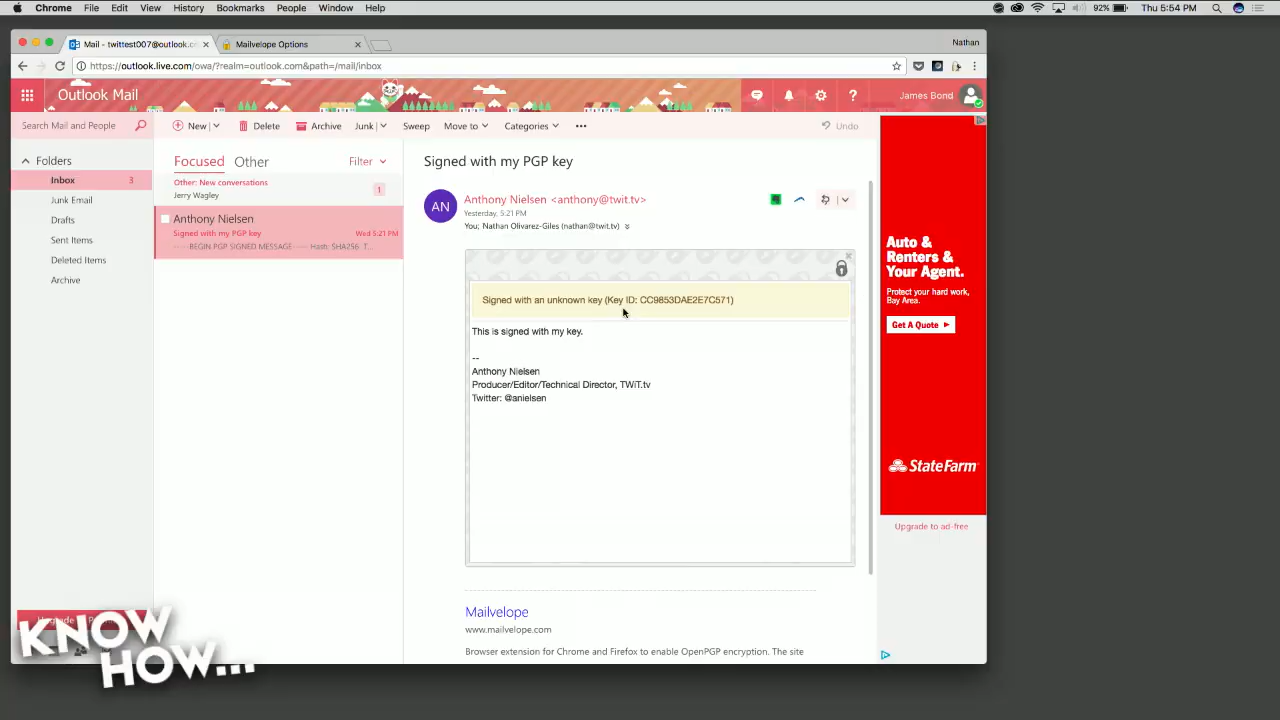 Chrome File Edit View History Bookmarks People Window Help 92% Thu 5:54 PM
Mail - twittest007@outlook.c Mailvelope Options Nathan
https://outlook.live.com/owa/?realm=outlook.com&path=/mail/inbox
Outlook Mail James Bond
Search Mail and People New Delete Archive Junk Sweep Move to Categories Undo
Folders
Inbox 3
Junk Email
Drafts
Sent Items
Deleted Items
Archive
Focused Other Filter
Other: New conversations
Jerry Wagley 1
Anthony Nielsen
Signed with my PGP key Wed 5:21 PM
-----BEGIN PGP SIGNED MESSAGE----- Hash: SHA256: T...
Signed with my PGP key
AN
Anthony Nielsen <anthony@twit.tv>
Yesterday, 5:21 PM
You; Nathan Olivarez-Giles (nathan@twit.tv)
Signed with an unknown key (Key ID: CC9853DAE2E7C571)
This is signed with my key.
--
Anthony Nielsen
Producer/Editor/Technical Director, TWiT.tv
Twitter: @anielsen
Mailvelope
www.mailvelope.com
Browser extension for Chrome and Firefox to enable OpenPGP encryption. The site
Auto &
Renters &
Your Agent.
Protect your world,
Bay Area.
Get A Quote
StateFarm
Upgrade to ad-free
KNOW
HOW...